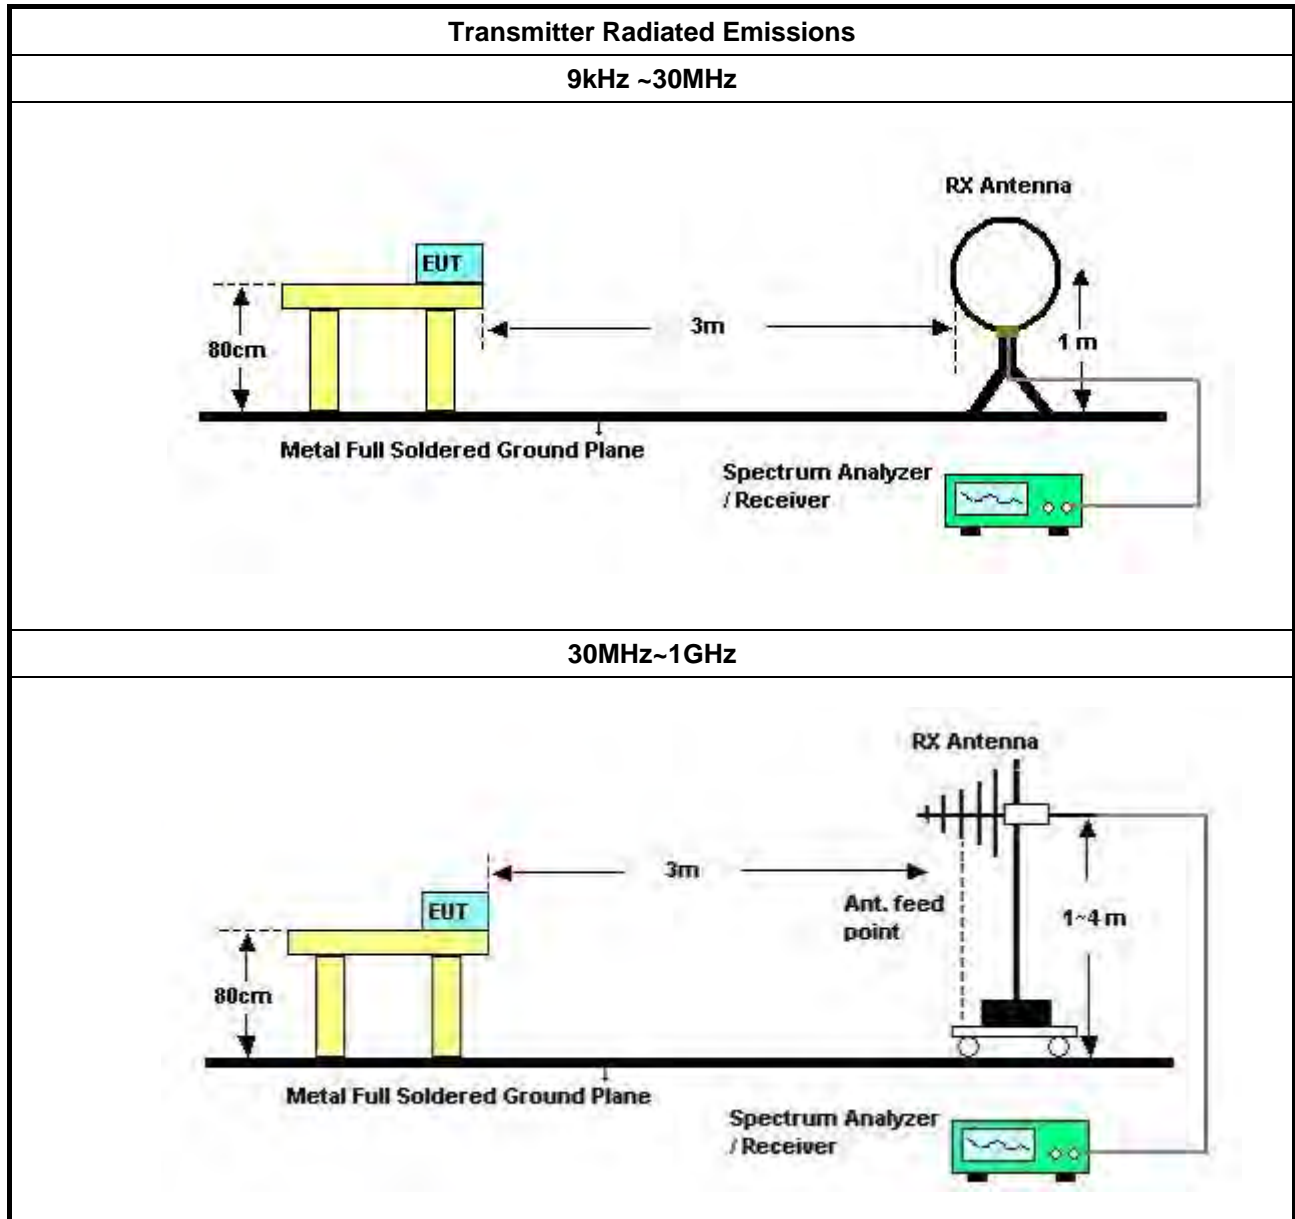 Transmitter Radiated Emissions
9kHz ~30MHz
RX Antenna
EUT
3m
80cm
1 m
Metal Full Soldered Ground Plane
Spectrum Analyzer
/ Receiver
30MHz~1GHz
RX Antenna
3m
EUT
Ant. feed
point
1~4 m
80cm
Metal Full Soldered Ground Plane
Spectrum Analyzer
/ Receiver